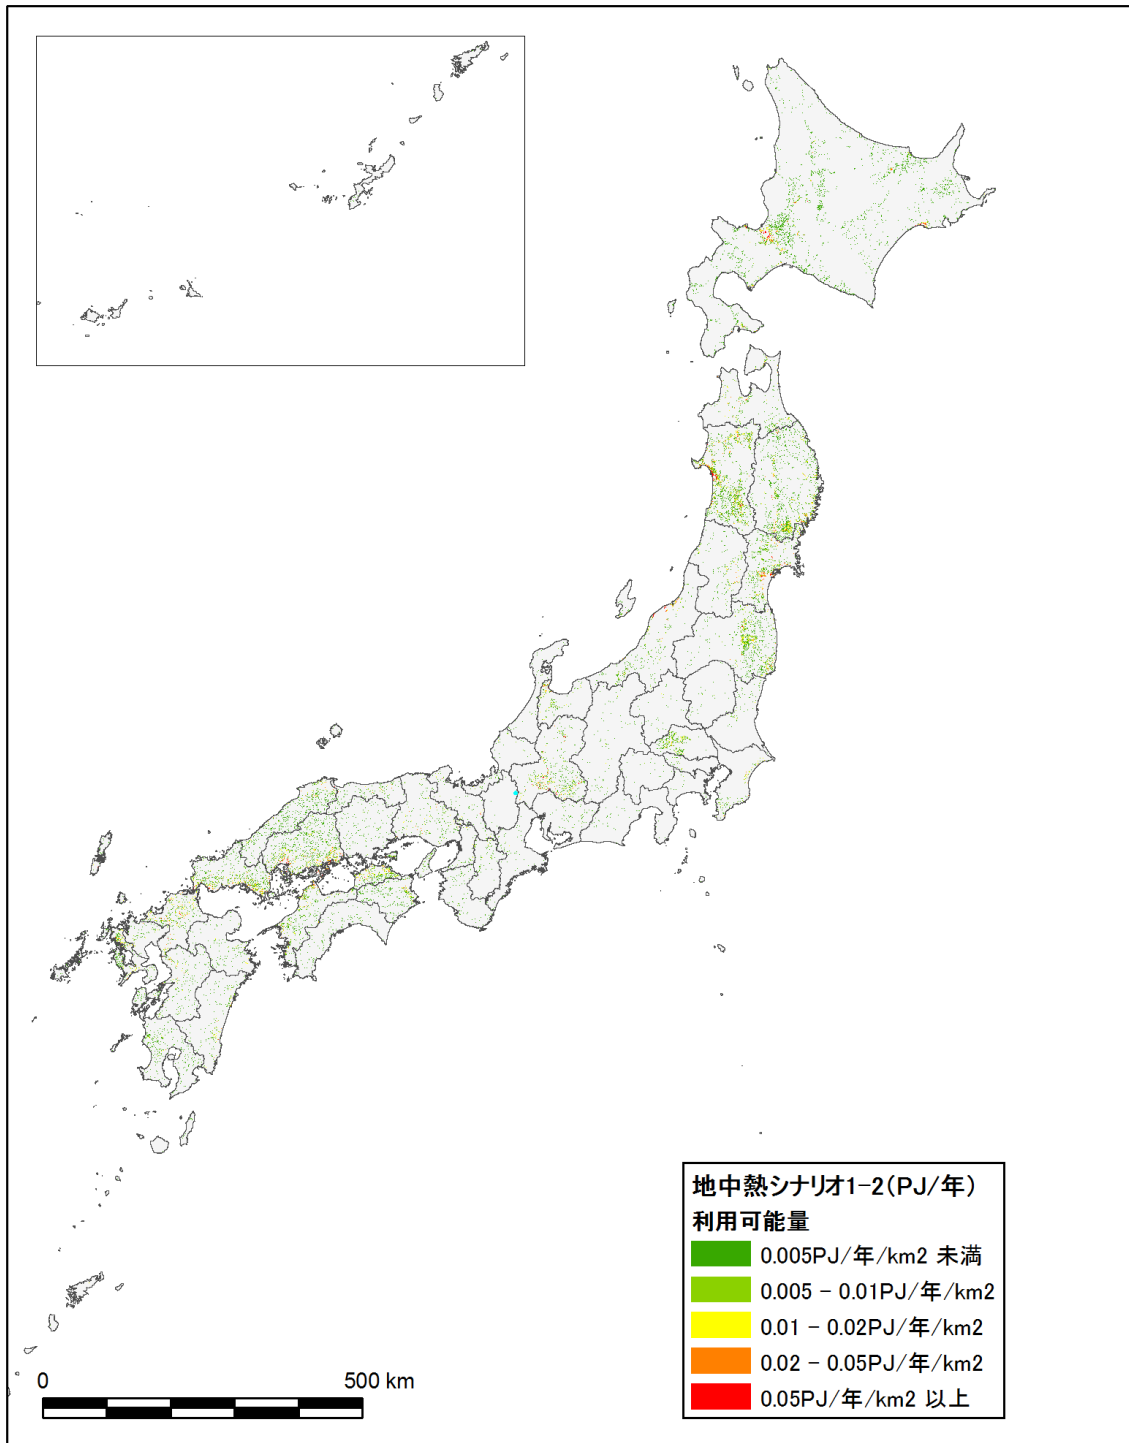 地中熱シナリオ1-2(PJ/年)
利用可能量
0.005PJ/年/km2 未満
0.005 - 0.01PJ/年/km2
0.01 - 0.02PJ/年/km2
0.02 - 0.05PJ/年/km2
0.05PJ/年/km2 以上
0 500 km